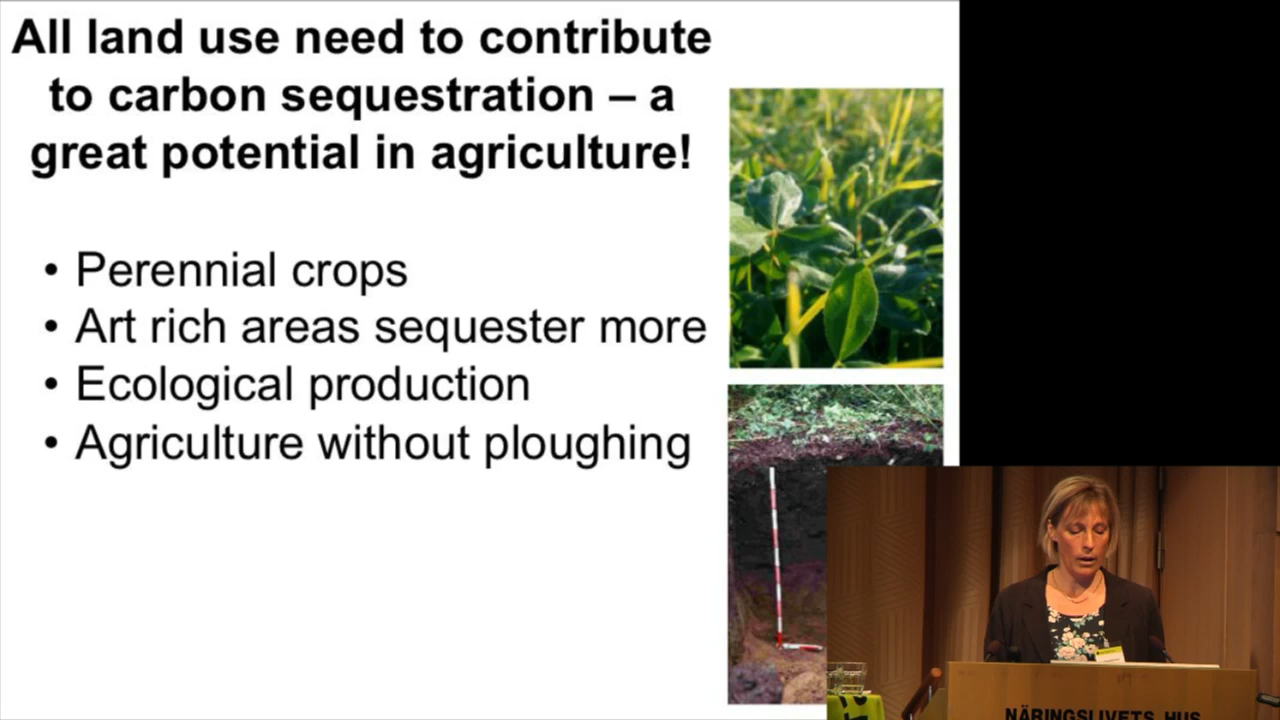 All land use need to contribute
to carbon sequestration – a
great potential in agriculture!
• Perennial crops
• Art rich areas sequester more
• Ecological production
• Agriculture without ploughing
NÄRINGSLIVETS HUS